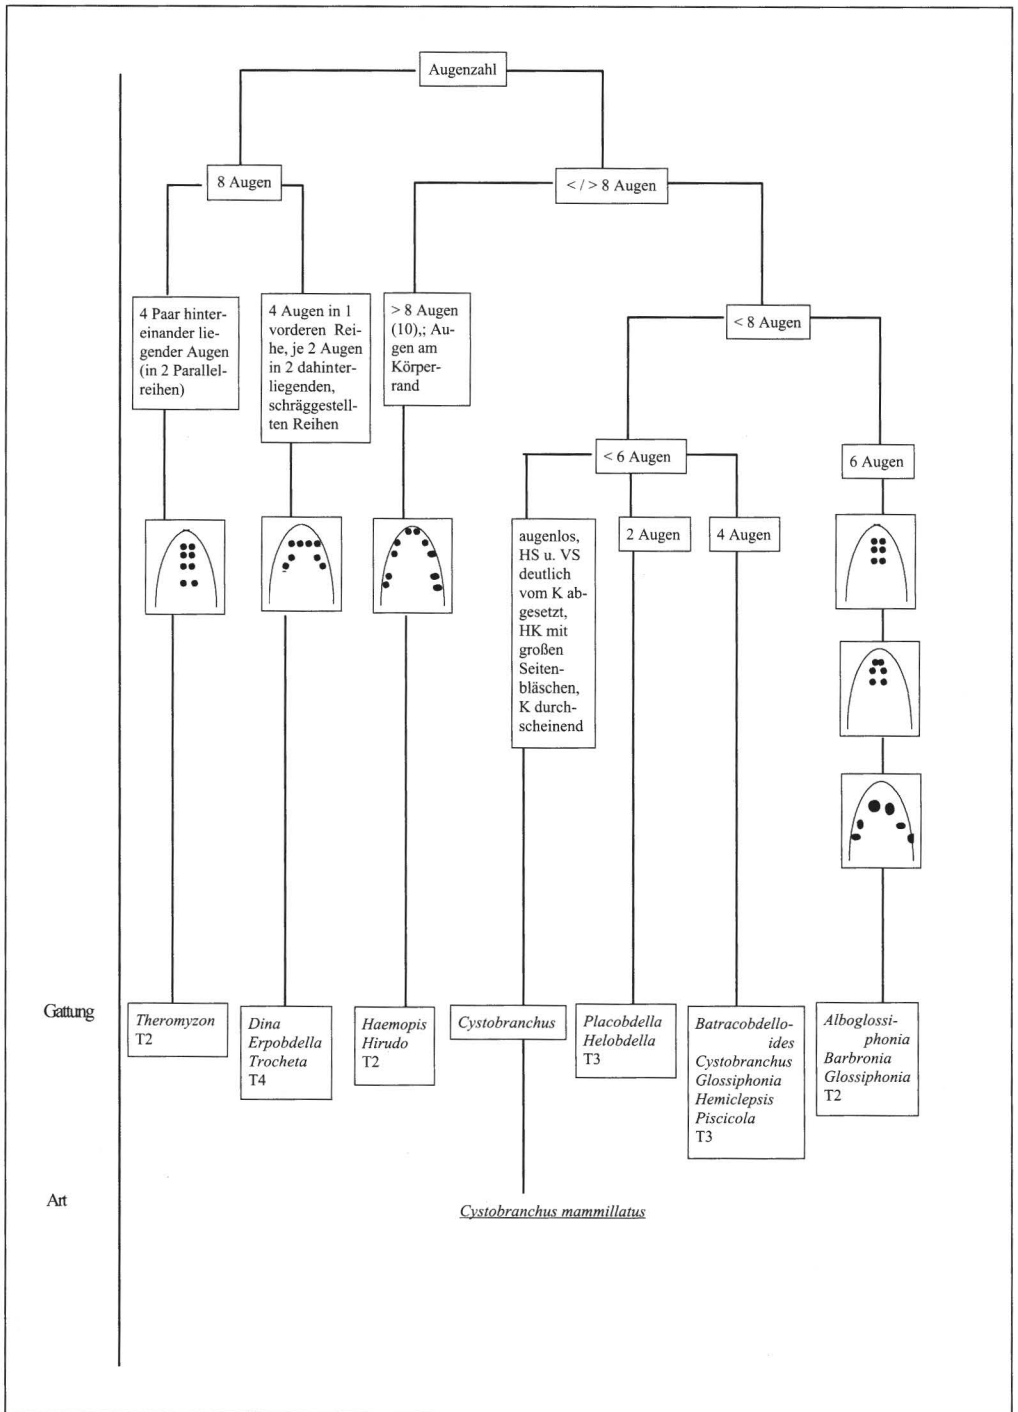 Augenzahl
8 Augen
< / > 8 Augen
4 Paar hinter-
einander lie-
gender Augen
(in 2 Parallel-
reihen)
4 Augen in 1
vorderen Rei-
he, je 2 Augen
in 2 dahinter-
liegenden,
schräggestell-
ten Reihen
> 8 Augen
(10),; Au-
gen am
Körper-
rand
< 8 Augen
< 6 Augen
6 Augen
augenlos,
HS u. VS
deutlich
vom K ab-
gesetzt,
HK mit
großen
Seiten-
bläschen,
K durch-
scheinend
2 Augen
4 Augen
Gattung
Theromyzon
T2
Dina
Erpobdella
Trocheta
T4
Haemopis
Hirudo
T2
Cystobranchus
Placobdella
Helobdella
T3
Batracobdello-
ides
Cystobranchus
Glossiphonia
Hemiclepsis
Piscicola
T3
Alboglossi-
phonia
Barbronia
Glossiphonia
T2
Art
Cystobranchus mammillatus